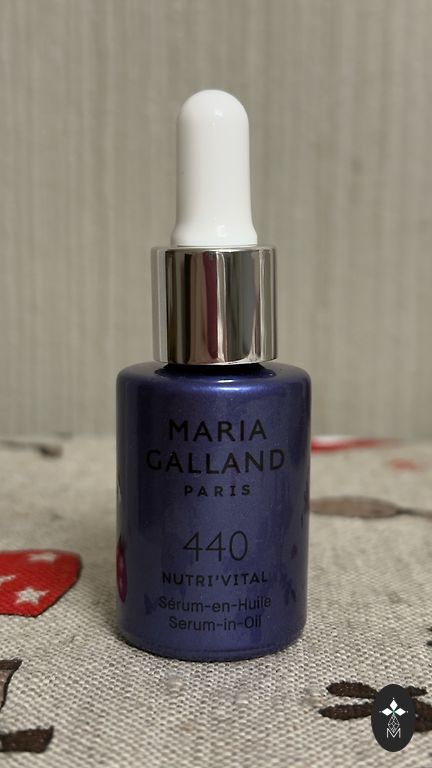 MARIA
GALLAND
PARIS
440
NUTRI'VITAL
Sérum-en-Huile
Serum-in-Oil
M